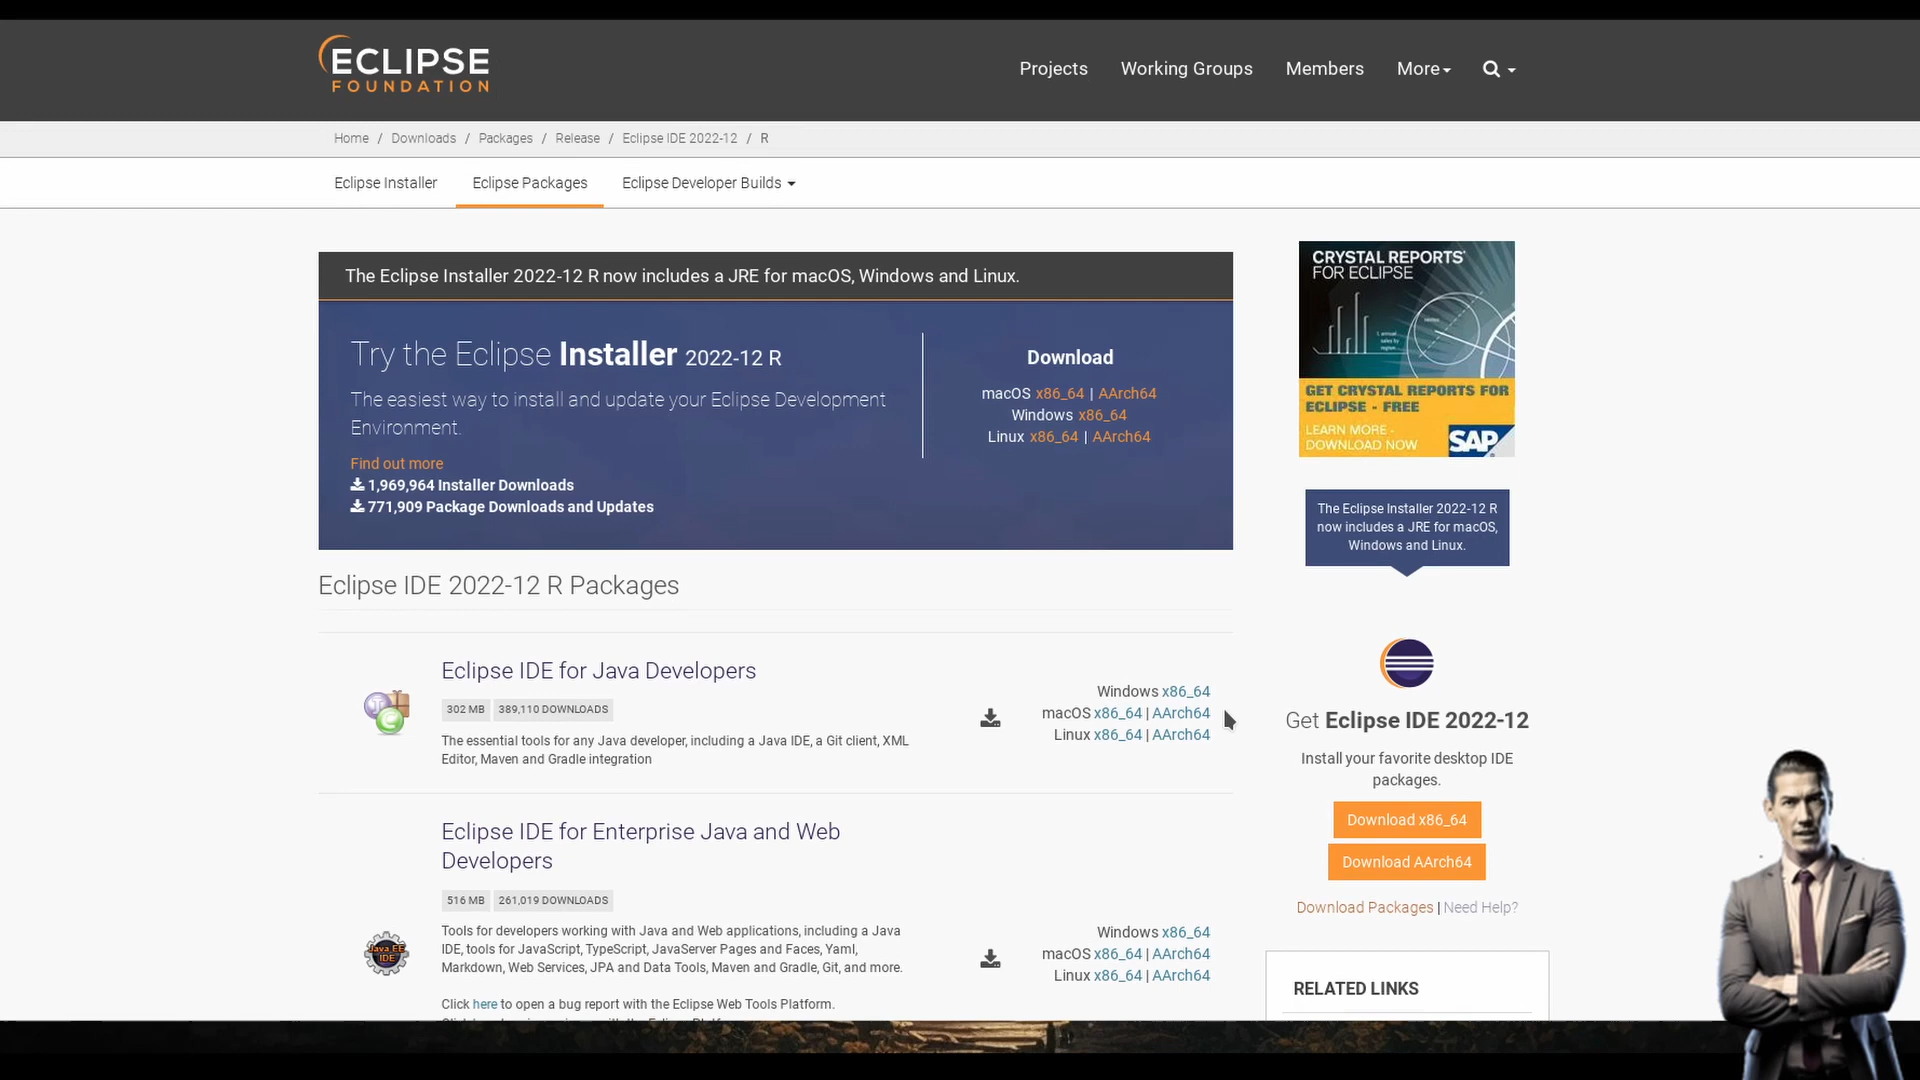 ECLIPSE
FOUNDATION
Projects
Working Groups
Members
More
Home / Downloads / Packages / Release / Eclipse IDE 2022-12 / R
Eclipse Installer
Eclipse Packages
Eclipse Developer Builds
The Eclipse Installer 2022-12 R now includes a JRE for macOS, Windows and Linux.
Try the Eclipse Installer 2022-12 R
The easiest way to install and update your Eclipse Development
Environment.
Find out more
1,969,964 Installer Downloads
771,909 Package Downloads and Updates
Download
macOS x86_64 | AArch64
Windows x86_64
Linux x86_64 | AArch64
Eclipse IDE 2022-12 R Packages
Eclipse IDE for Java Developers
302 MB
389,110 DOWNLOADS
The essential tools for any Java developer, including a Java IDE, a Git client, XML
Editor, Maven and Gradle integration
Windows x86_64
macOS x86_64 | AArch64
Linux x86_64 | AArch64
Eclipse IDE for Enterprise Java and Web
Developers
516 MB
261,019 DOWNLOADS
Java EE
IDE
Tools for developers working with Java and Web applications, including a Java
IDE, tools for JavaScript, TypeScript, JavaServer Pages and Faces, Yaml,
Markdown, Web Services, JPA and Data Tools, Maven and Gradle, Git, and more.
Click here to open a bug report with the Eclipse Web Tools Platform.
Windows x86_64
macOS x86_64 | AArch64
Linux x86_64 | AArch64
CRYSTAL REPORTS®
FOR ECLIPSE
GET CRYSTAL REPORTS FOR
ECLIPSE - FREE
LEARN MORE -
DOWNLOAD NOW
SAP
The Eclipse Installer 2022-12 R
now includes a JRE for macOS,
Windows and Linux.
Get Eclipse IDE 2022-12
Install your favorite desktop IDE
packages.
Download x86_64
Download AArch64
Download Packages | Need Help?
RELATED LINKS